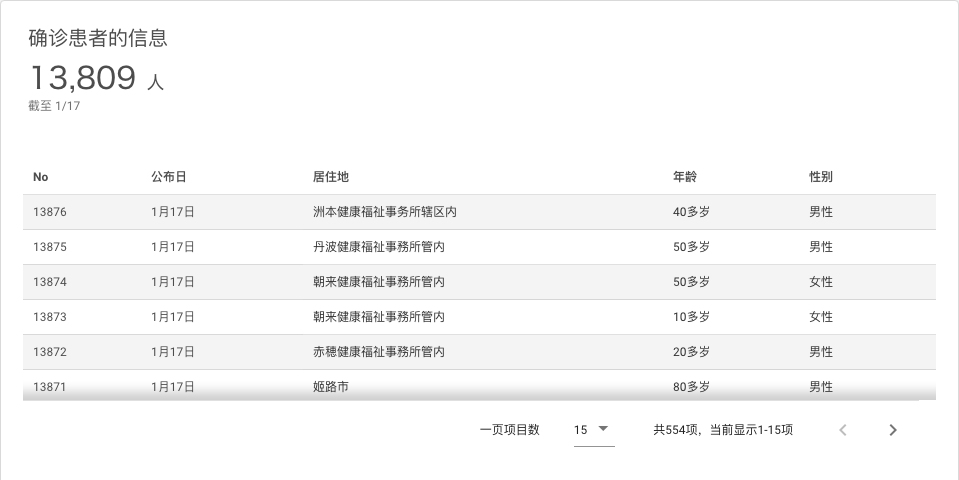 确诊患者的信息
13,809 人
截至 1/17
No 公布日 居住地 年龄 性别
13876 1月17日 洲本健康福祉事务所辖区内 40多岁 男性
13875 1月17日 丹波健康福祉事務所管内 50多岁 男性
13874 1月17日 朝来健康福祉事務所管内 50多岁 女性
13873 1月17日 朝来健康福祉事務所管内 10多岁 女性
13872 1月17日 赤穂健康福祉事務所管内 20多岁 男性
13871 1月17日 姬路市 80多岁 男性
一页项目数 15 共554项，当前显示1-15项